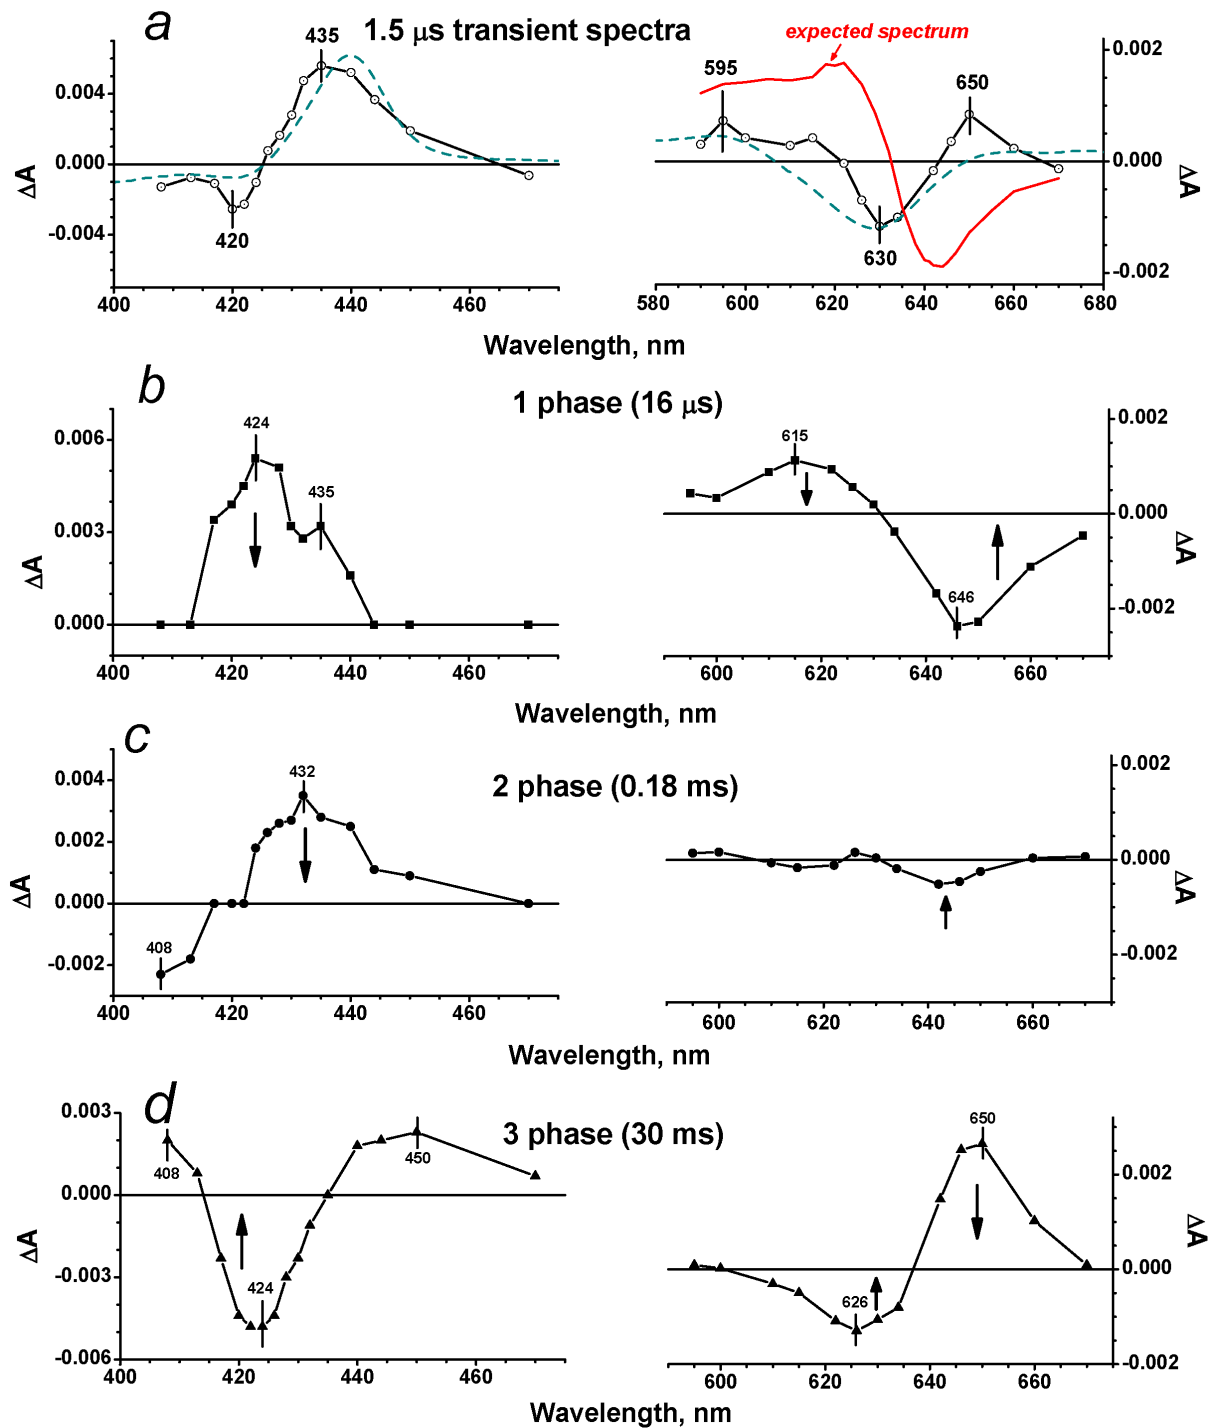 a
1.5 μs transient spectra
expected spectrum
435
420
595
630
650
0.004
0.000
-0.004
ΔA
400 420 440 460
0.002
0.000
-0.002
ΔA
580 600 620 640 660 680
Wavelength, nm
b
1 phase (16 μs)
424
435
615
646
0.006
0.003
0.000
ΔA
400 420 440 460
0.002
0.000
-0.002
ΔA
600 620 640 660
Wavelength, nm
c
2 phase (0.18 ms)
432
408
0.004
0.002
0.000
-0.002
ΔA
400 420 440 460
0.002
0.000
-0.002
ΔA
600 620 640 660
Wavelength, nm
d
3 phase (30 ms)
408
424
450
626
650
0.003
0.000
-0.003
-0.006
ΔA
400 420 440 460
0.002
0.000
-0.002
ΔA
600 620 640 660
Wavelength, nm